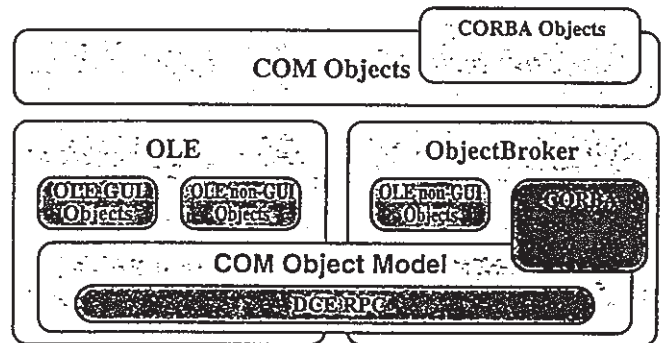 CORBA Objects
COM Objects
OLE
ObjectBroker
OLE GUI
Objects
OLE non-GUI
Objects
OLE non-GUI
Objects
CORBA
COM Object Model
DCE RPC